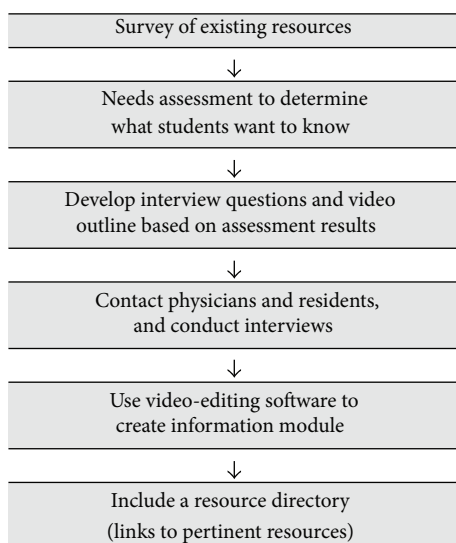 Survey of existing resources
Needs assessment to determine
what students want to know
Develop interview questions and video
outline based on assessment results
Contact physicians and residents,
and conduct interviews
Use video-editing software to
create information module
Include a resource directory
(links to pertinent resources)